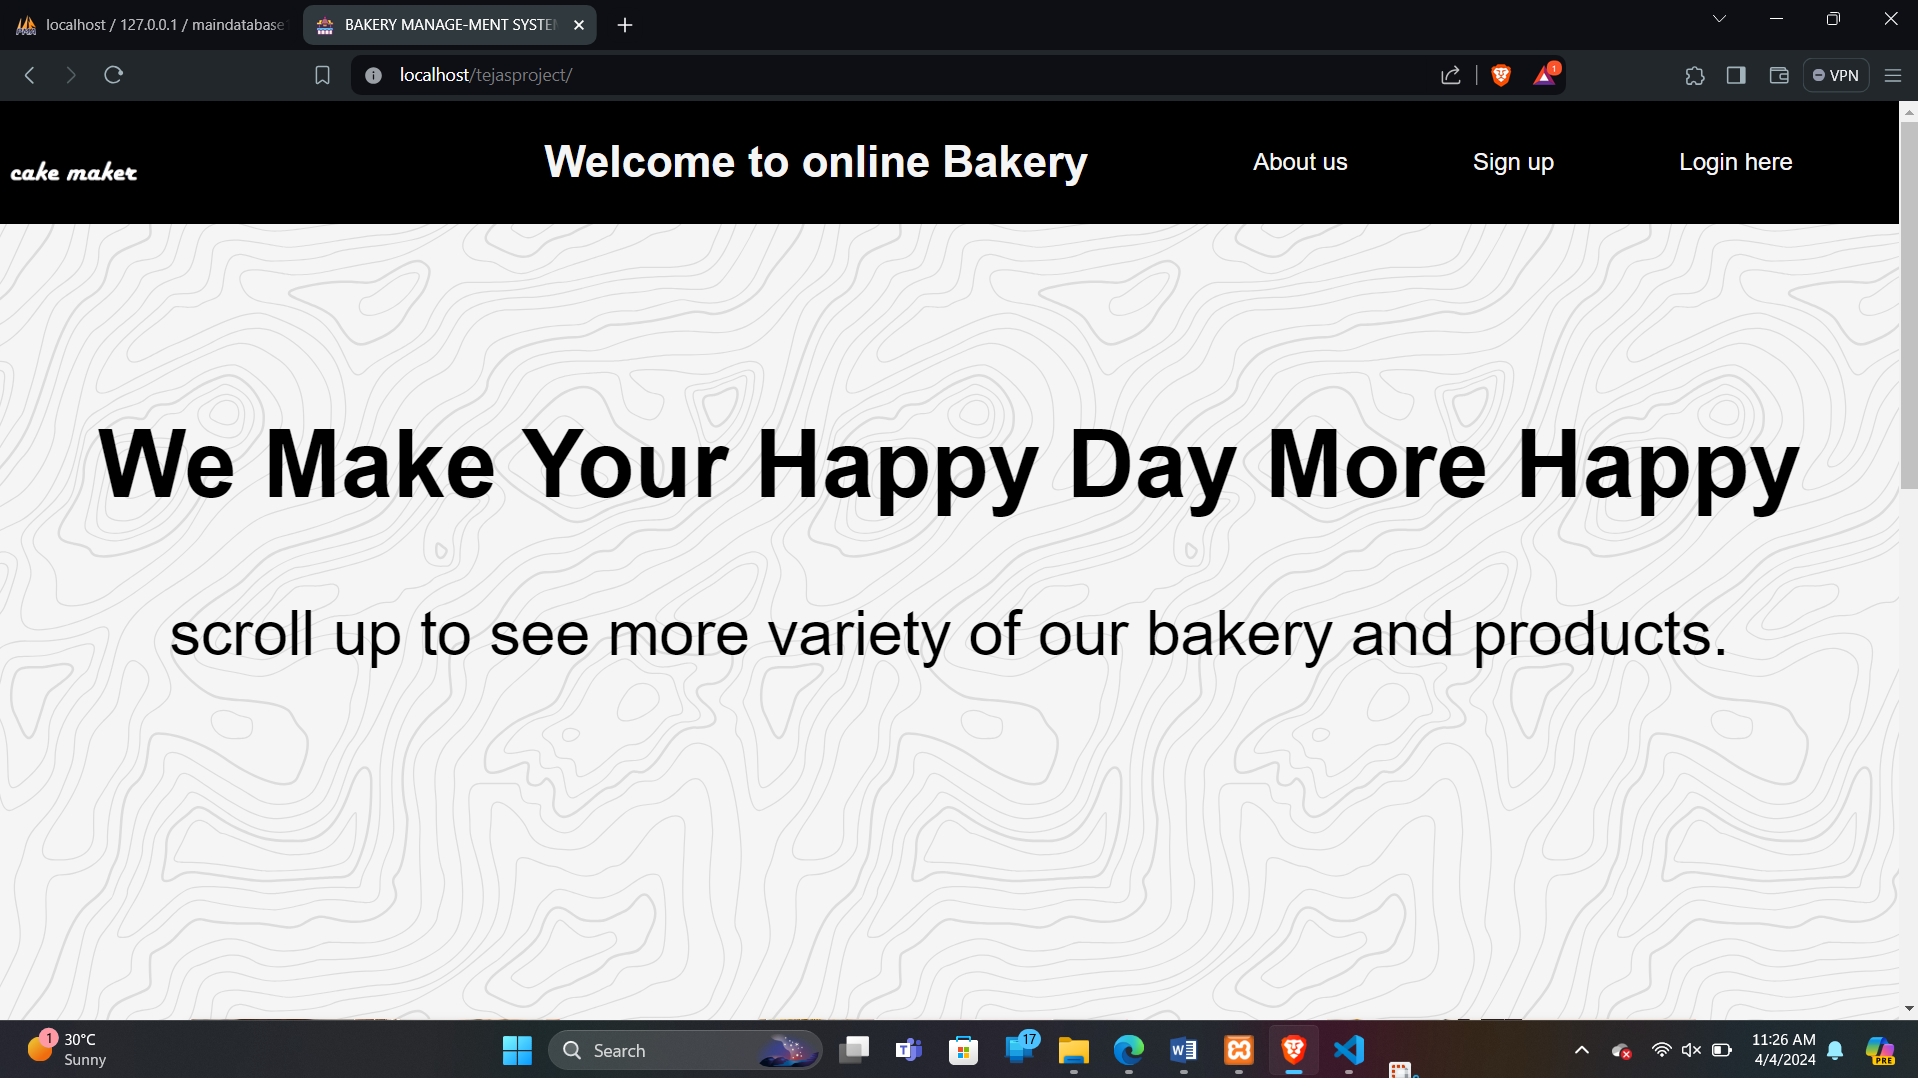 localhost / 127.0.0.1 / maindatabase
BAKERY MANAGE-MENT SYSTE
localhost/tejasproject/
1
VPN
cake maker
Welcome to online Bakery
About us
Sign up
Login here
We Make Your Happy Day More Happy
scroll up to see more variety of our bakery and products.
1
30°C
Sunny
Search
17
11:26 AM
4/4/2024
PRE